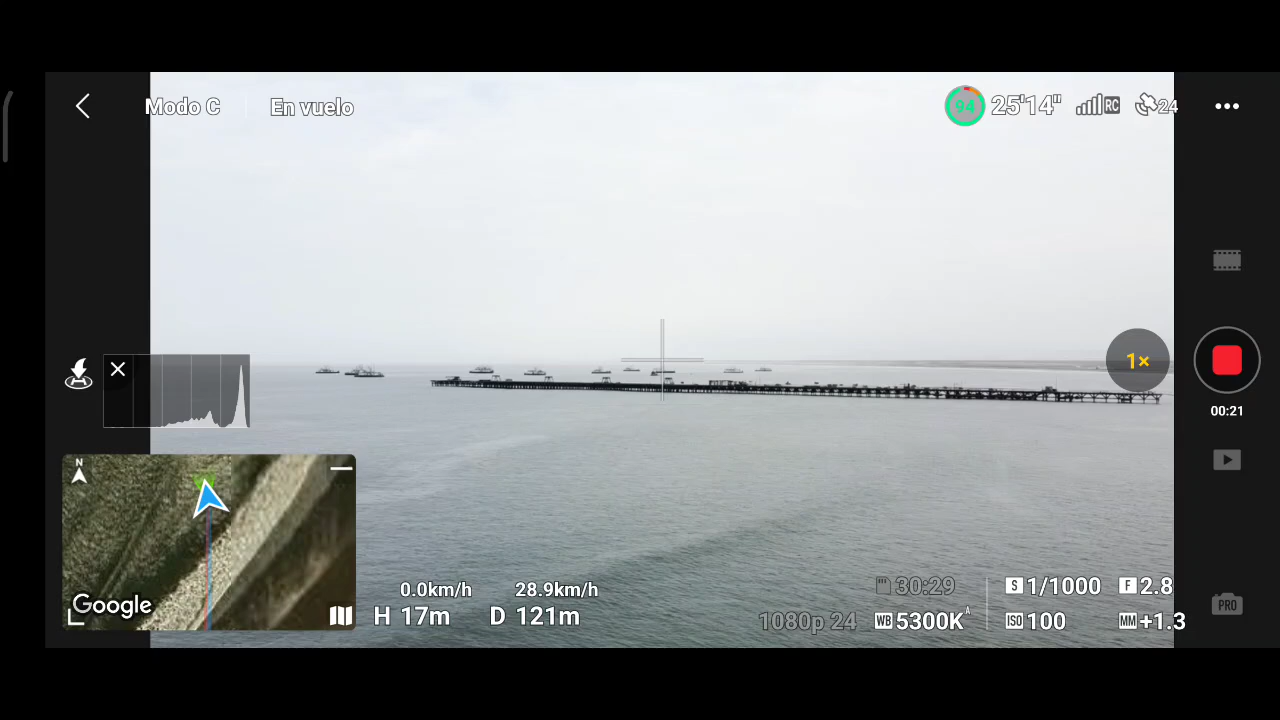 Modo C
En vuelo
94
25'14"
RC
24
1×
00:21
N
Google
0.0km/h
28.9km/h
H 17m
D 121m
30:29
1080p 24
WB 5300K A
S 1/1000
F 2.8
ISO 100
MM +1.3
PRO